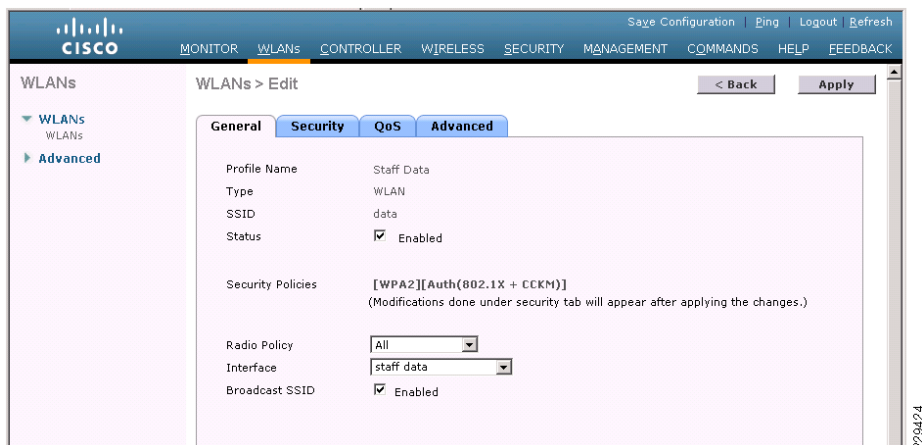 Save Configuration | Ping | Logout | Refresh
CISCO
MONITOR WLANs CONTROLLER WIRELESS SECURITY MANAGEMENT COMMANDS HELP FEEDBACK
WLANs
WLANs > Edit
< Back
Apply
WLANs
WLANs
Advanced
General Security QoS Advanced
Profile Name Staff Data
Type WLAN
SSID data
Status Enabled
Security Policies [WPA2][Auth(802.1X + CCKM)]
(Modifications done under security tab will appear after applying the changes.)
Radio Policy All
Interface staff data
Broadcast SSID Enabled